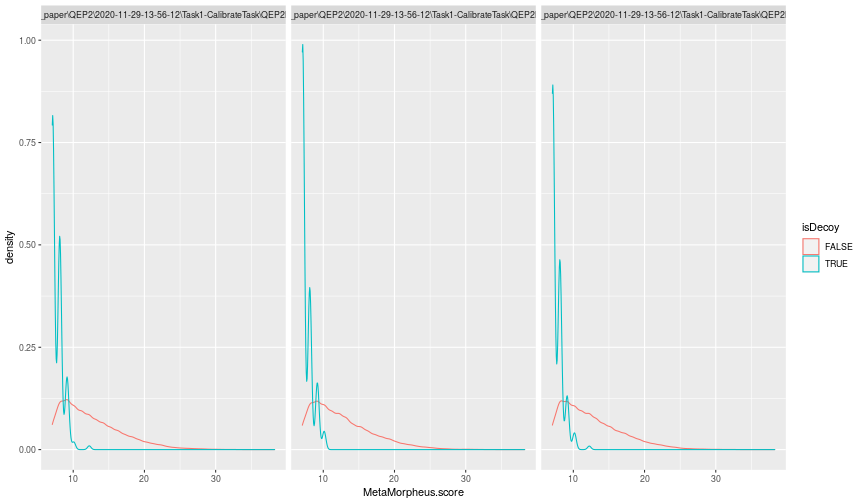 _paper\QEP2\2020-11-29-13-56-12\Task1-CalibrateTask\QEP2
_paper\QEP2\2020-11-29-13-56-12\Task1-CalibrateTask\QEP2
_paper\QEP2\2020-11-29-13-56-12\Task1-CalibrateTask\QEP2
1.00
0.75
0.50
0.25
0.00
density
10 20 30
10 20 30
10 20 30
MetaMorpheus.score
isDecoy
FALSE
TRUE